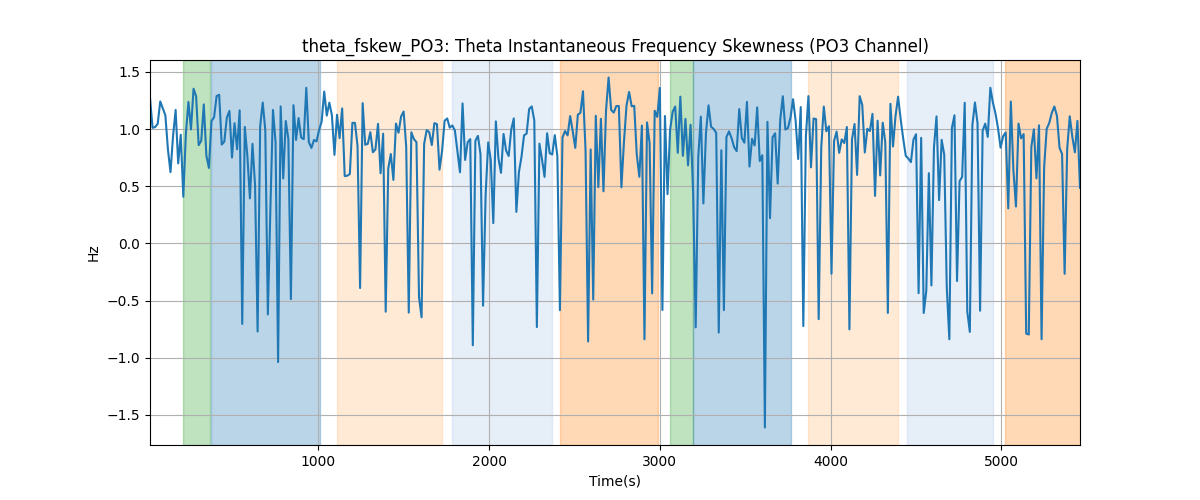 theta_fskew_PO3: Theta Instantaneous Frequency Skewness (PO3 Channel)
Hz
1.5
1.0
0.5
0.0
−0.5
−1.0
−1.5
1000 2000 3000 4000 5000
Time(s)